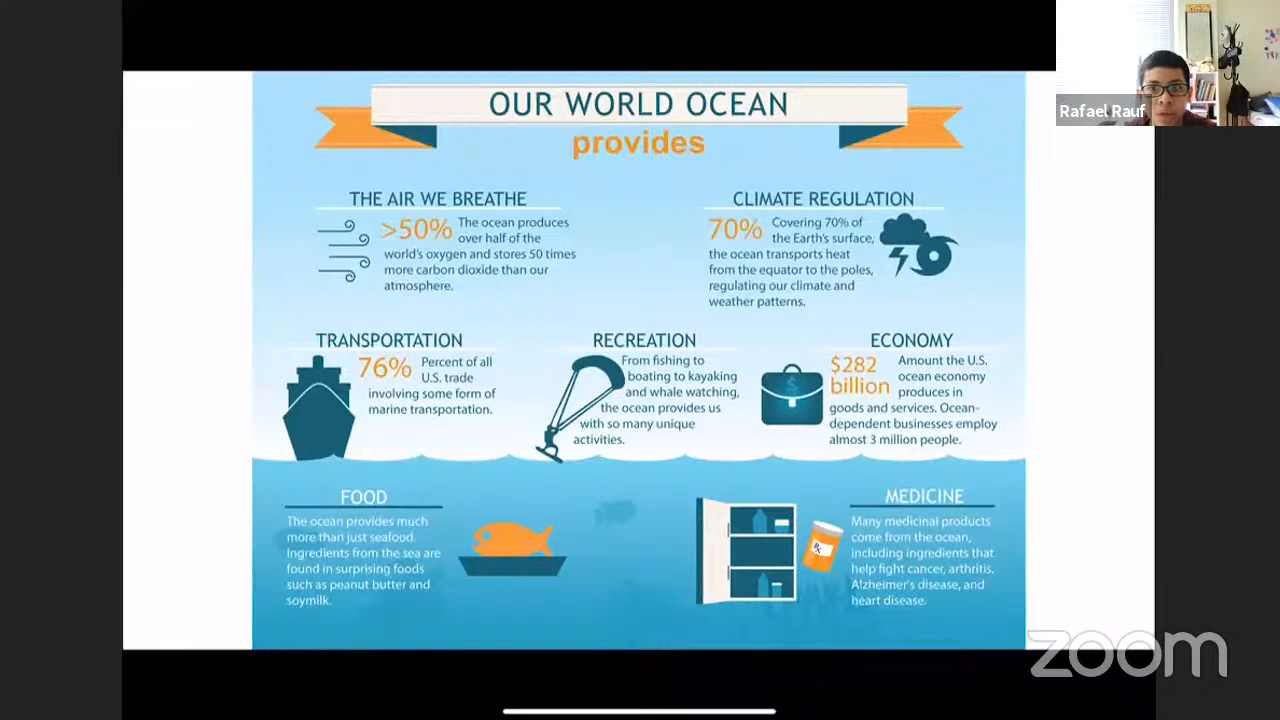 OUR WORLD OCEAN
provides
Rafael Rauf
THE AIR WE BREATHE
>50% The ocean produces
over half of the
world's oxygen and stores 50 times
more carbon dioxide than our
atmosphere.
CLIMATE REGULATION
70% Covering 70% of
the Earth's surface,
the ocean transports heat
from the equator to the poles,
regulating our climate and
weather patterns.
TRANSPORTATION
76% Percent of all
U.S. trade
involving some form of
marine transportation.
RECREATION
From fishing to
boating to kayaking
and whale watching,
the ocean provides us
with so many unique
activities.
ECONOMY
$282
billion
Amount the U.S.
ocean economy
produces in
goods and services. Ocean-
dependent businesses employ
almost 3 million people.
$
FOOD
The ocean provides much
more than just seafood.
Ingredients from the sea are
found in surprising foods
such as peanut butter and
soymilk.
Rx
MEDICINE
Many medicinal products
come from the ocean,
including ingredients that
help fight cancer, arthritis,
Alzheimer's disease, and
heart disease.
zoom